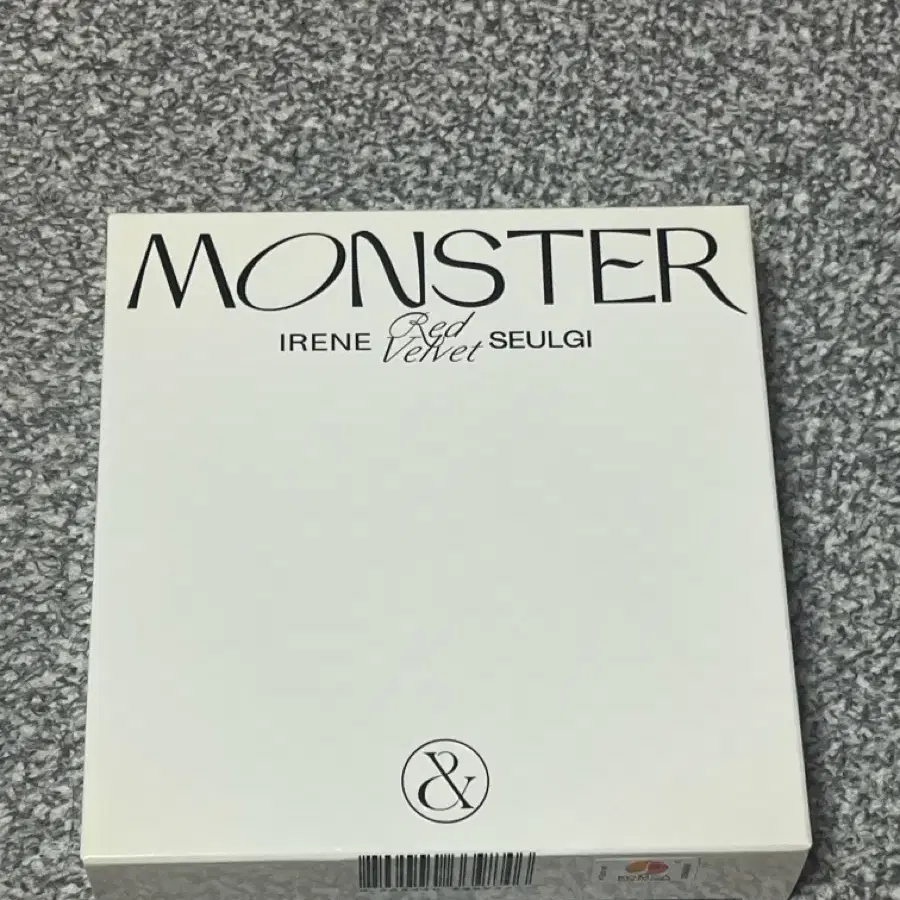 MONSTER
IRENE Red Velvet SEULGI
&